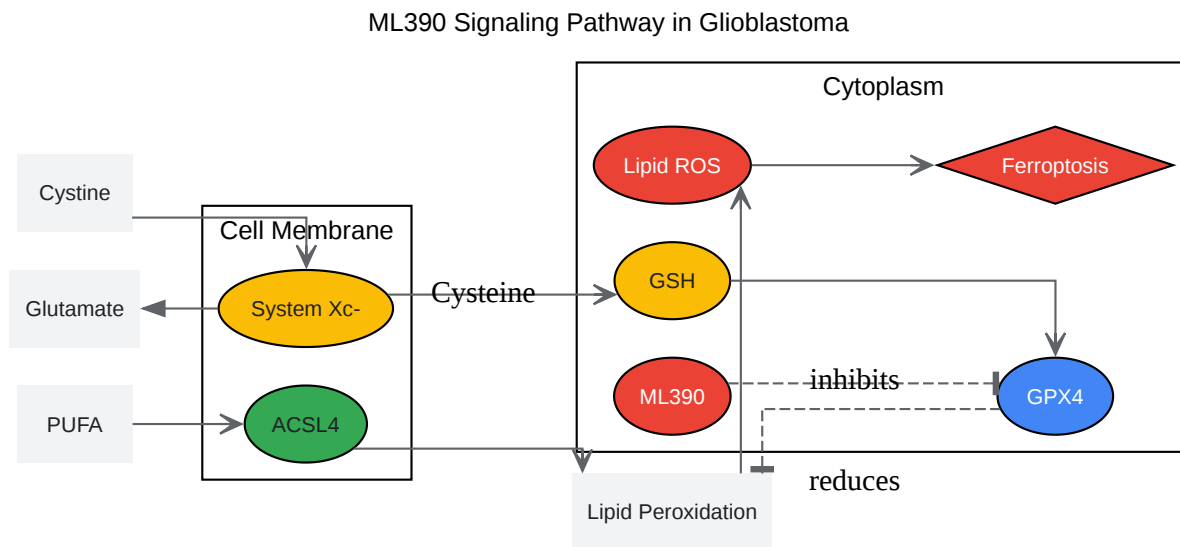 ML390 Signaling Pathway in Glioblastoma
Cytoplasm
Lipid ROS
Ferroptosis
Cystine
Cell Membrane
Glutamate
System Xc-
Cysteine
GSH
ML390
inhibits
GPX4
PUFA
ACSL4
reduces
Lipid Peroxidation